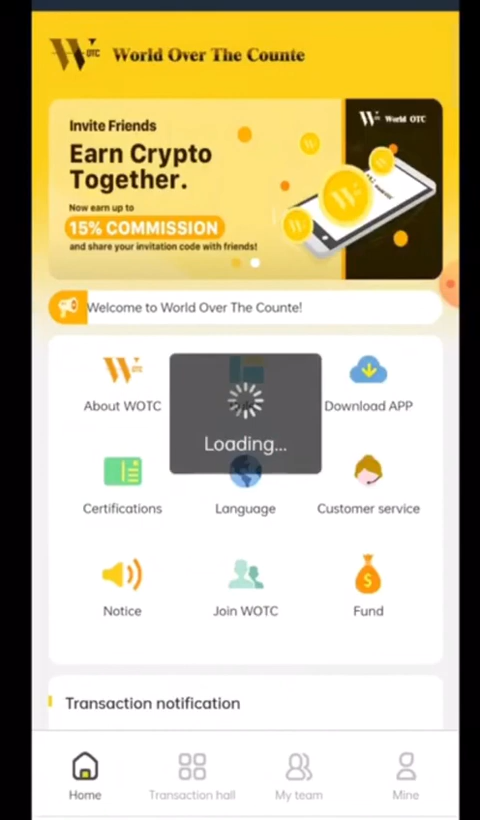 OTC
World Over The Counte
World OTC
Invite Friends
Earn Crypto
Together.
Now earn up to
15% COMMISSION
and share your invitation code with friends!
Welcome to World Over The Counte!
About WOTC
Download APP
Loading...
Certifications
Language
Customer service
Notice
Join WOTC
Fund
Transaction notification
Home
Transaction hall
My team
Mine